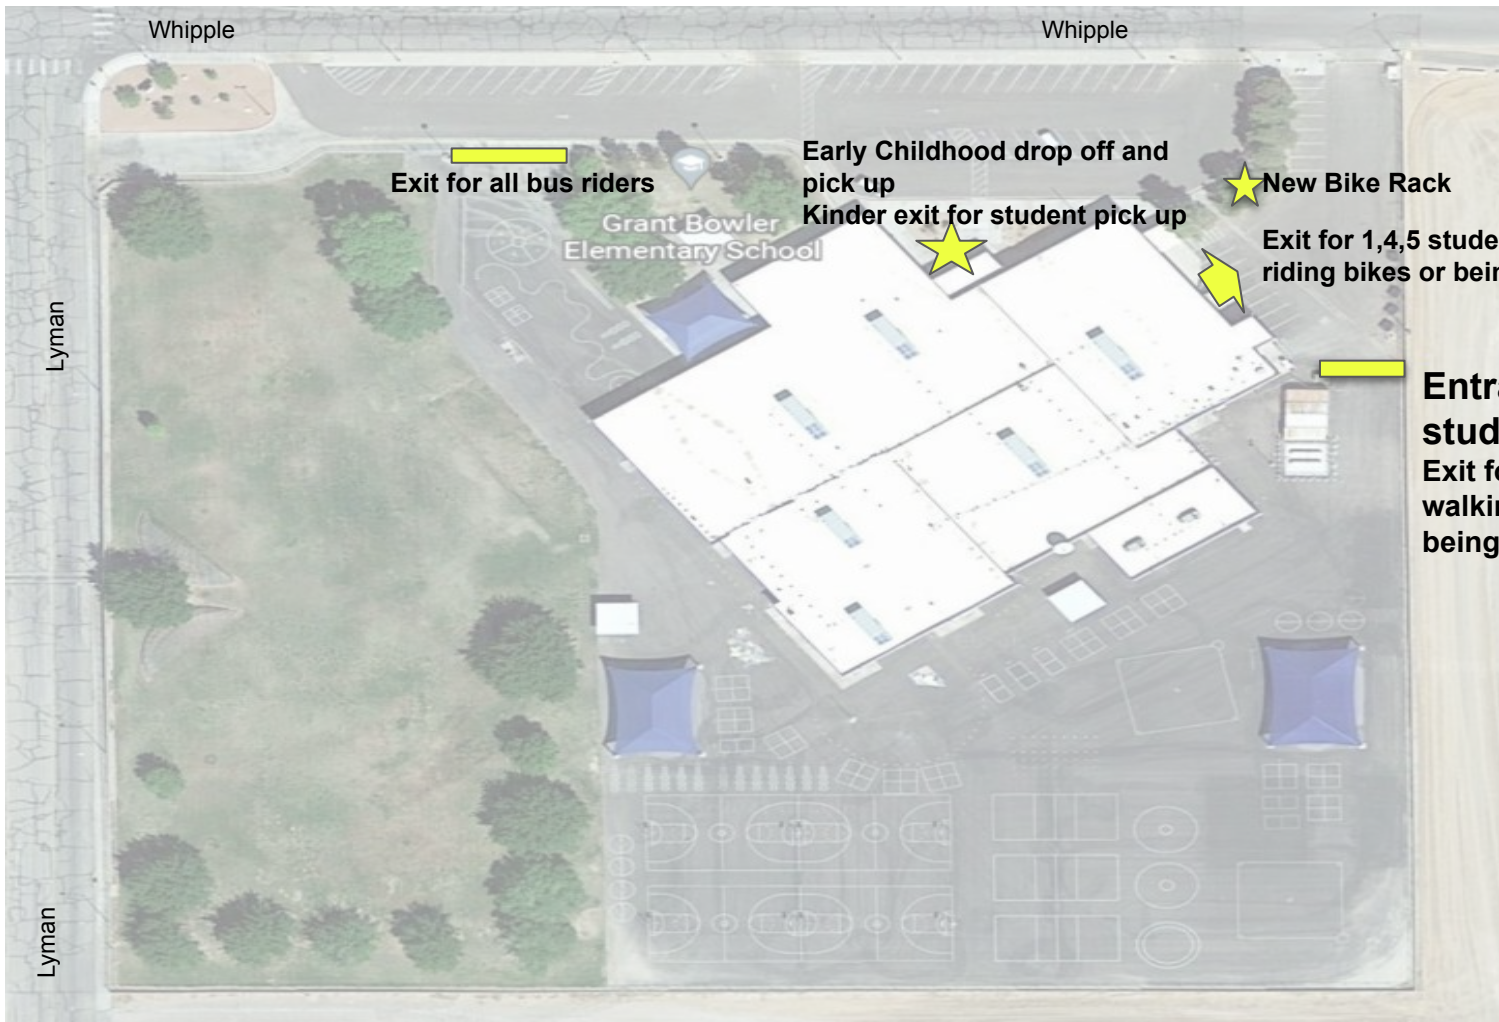 Whipple
Whipple
Early Childhood drop off and
pick up
Kinder exit for student pick up
Exit for all bus riders
New Bike Rack
Grant Bowler
Elementary School
Exit for 1,4,5
riding bikes or
Lyman
Exit
Lyman